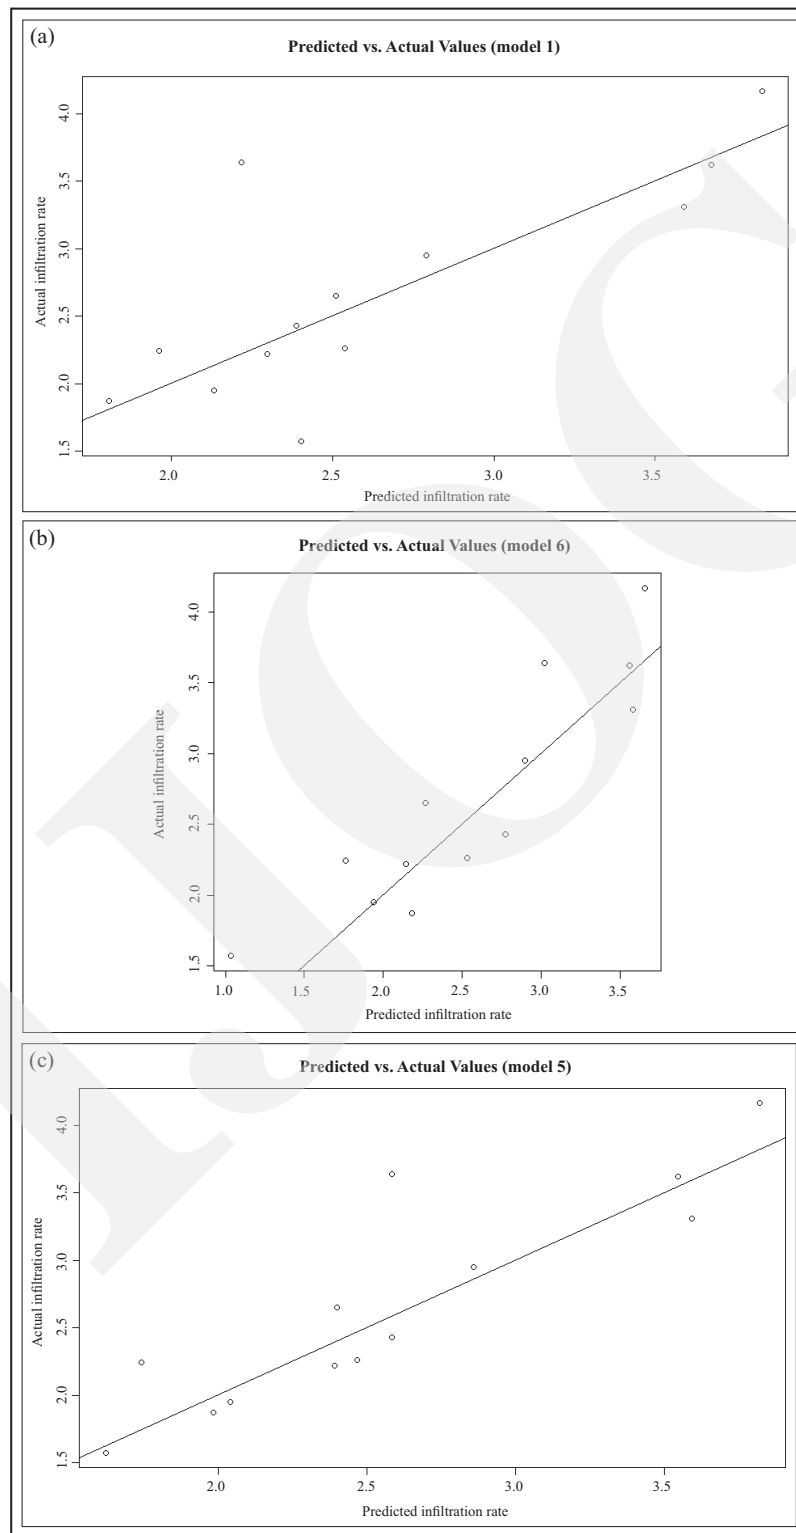 (a)
Predicted vs. Actual Values (model 1)
Actual infiltration rate
4.0
3.5
3.0
2.5
2.0
1.5
2.0 2.5 3.0 3.5
Predicted infiltration rate
(b)
Predicted vs. Actual Values (model 6)
Actual infiltration rate
4.0
3.5
3.0
2.5
2.0
1.5
1.0 1.5 2.0 2.5 3.0 3.5
Predicted infiltration rate
(c)
Predicted vs. Actual Values (model 5)
Actual infiltration rate
4.0
3.5
3.0
2.5
2.0
1.5
2.0 2.5 3.0 3.5
Predicted infiltration rate
IJOG